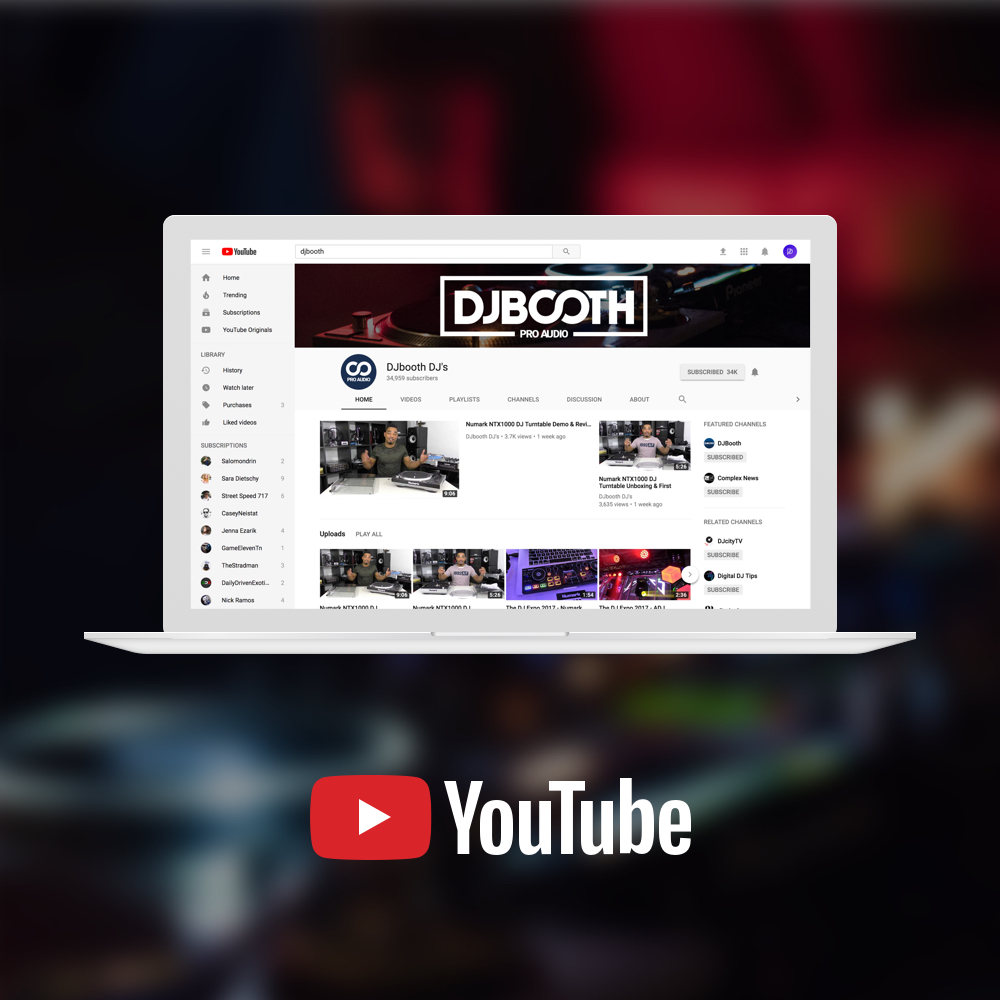 YouTube
djbooth
Home
Trending
Subscriptions
YouTube Originals
LIBRARY
History
Watch later
Purchases 3
Liked videos
SUBSCRIPTIONS
Salomondrin 2
Sara Dietschy 9
Street Speed 717 6
CaseyNeistat
Jenna Ezarik 4
GameElevenTn 1
TheStradman
DailyDrivenExoti... 2
Nick Ramos 4
DJBOOTH
PRO AUDIO
Pioneer
PRO AUDIO
DJbooth DJ's
34,959 subscribers
SUBSCRIBED 34K
HOME VIDEOS PLAYLISTS CHANNELS DISCUSSION ABOUT
9:06
Numark NTX1000 DJ Turntable Demo & Revi...
DJbooth DJ's • 3.7K views • 1 week ago
5:26
Numark NTX1000 DJ
Turntable Unboxing & First
DJbooth DJ's
3,635 views • 1 week ago
Uploads PLAY ALL
9:06
5:26
Numark
1:54
2:36
Numark NTX1000 DJ
Numark NTX1000 DJ
The DJ Expo 2017 - Numark
The DJ Expo 2017 - ADJ
FEATURED CHANNELS
DJBooth
SUBSCRIBED
Complex News
SUBSCRIBE
RELATED CHANNELS
DJcityTV
SUBSCRIBE
Digital DJ Tips
SUBSCRIBE
YouTube